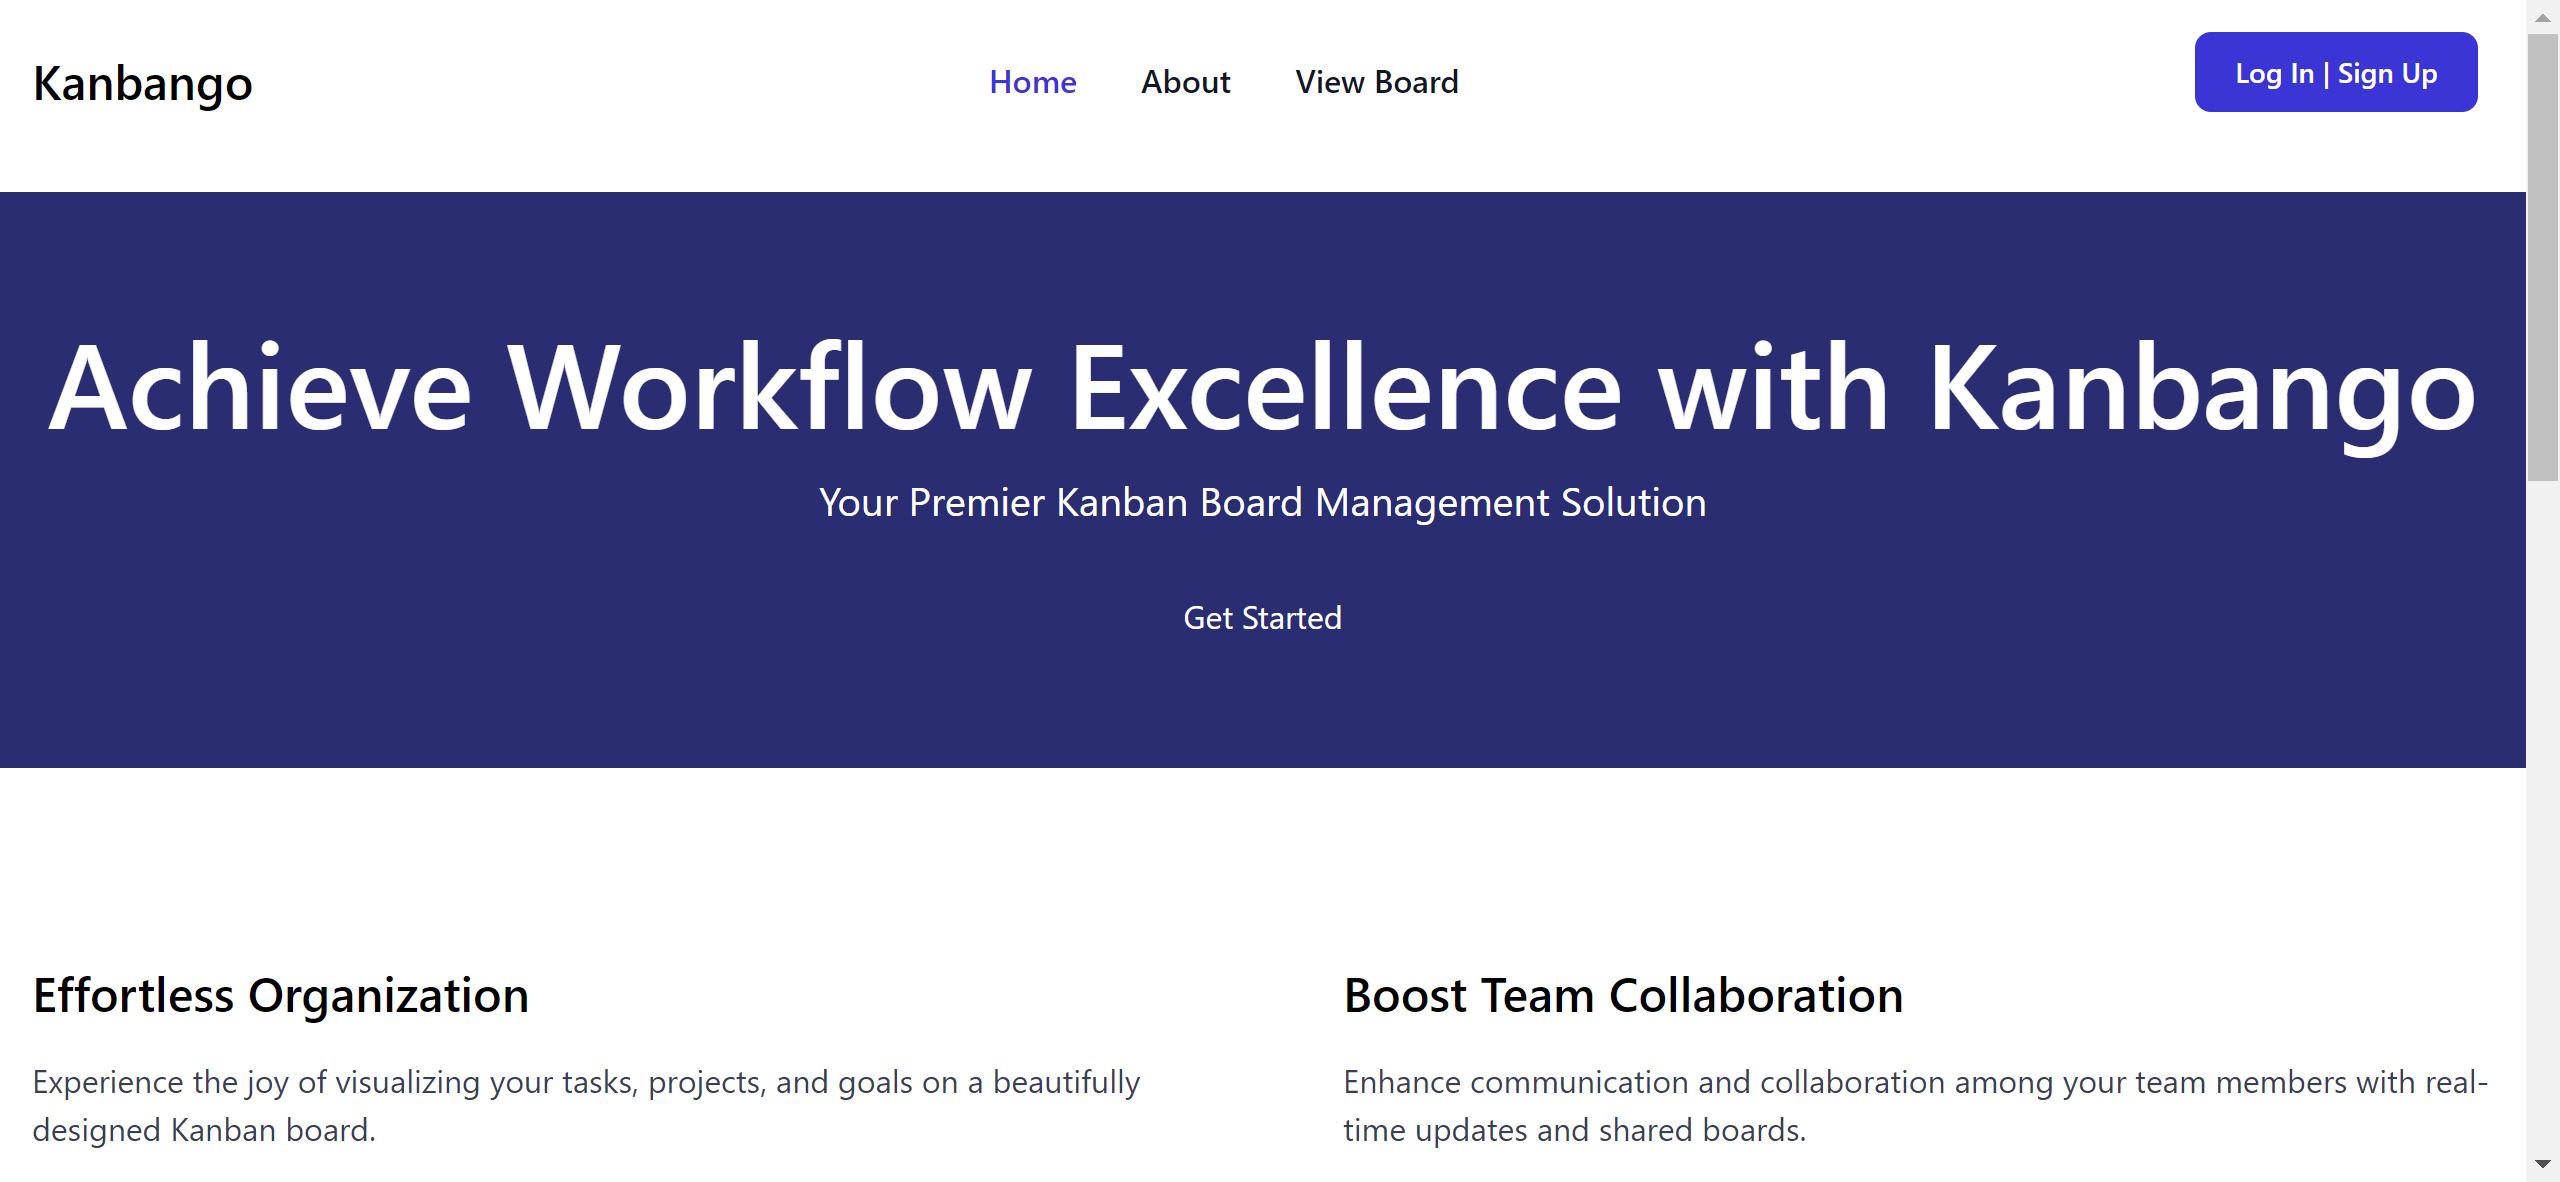 Kanbango
Home About View Board
Log In | Sign Up
Achieve Workflow Excellence with Kanbango
Your Premier Kanban Board Management Solution
Get Started
Effortless Organization
Experience the joy of visualizing your tasks, projects, and goals on a beautifully
designed Kanban board.
Boost Team Collaboration
Enhance communication and collaboration among your team members with real-
time updates and shared boards.